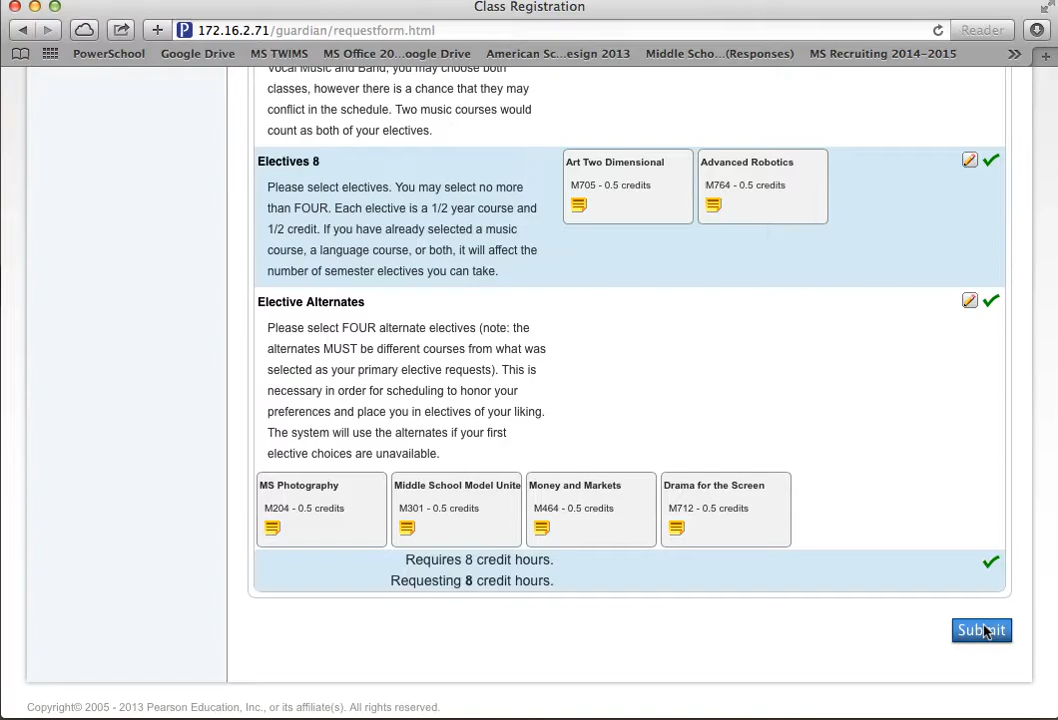 Class Registration
172.16.2.71/guardian/requestform.html
Reader
PowerSchool Google Drive MS TWIMS MS Office 20...oogle Drive American Sc...esign 2013 Middle Scho...(Responses) MS Recruiting 2014-2015 >>
Vocal Music and Band, you may choose both
classes, however there is a chance that they may
conflict in the schedule. Two music courses would
count as both of your electives.
Electives 8
Please select electives. You may select no more
than FOUR. Each elective is a 1/2 year course and
1/2 credit. If you have already selected a music
course, a language course, or both, it will affect the
number of semester electives you can take.
Art Two Dimensional
M705 - 0.5 credits
Advanced Robotics
M764 - 0.5 credits
Elective Alternates
Please select FOUR alternate electives (note: the
alternates MUST be different courses from what was
selected as your primary elective requests). This is
necessary in order for scheduling to honor your
preferences and place you in electives of your liking.
The system will use the alternates if your first
elective choices are unavailable.
MS Photography
M204 - 0.5 credits
Middle School Model Unite
M301 - 0.5 credits
Money and Markets
M464 - 0.5 credits
Drama for the Screen
M712 - 0.5 credits
Requires 8 credit hours.
Requesting 8 credit hours.
Submit
Copyright© 2005 - 2013 Pearson Education, Inc., or its affiliate(s). All rights reserved.